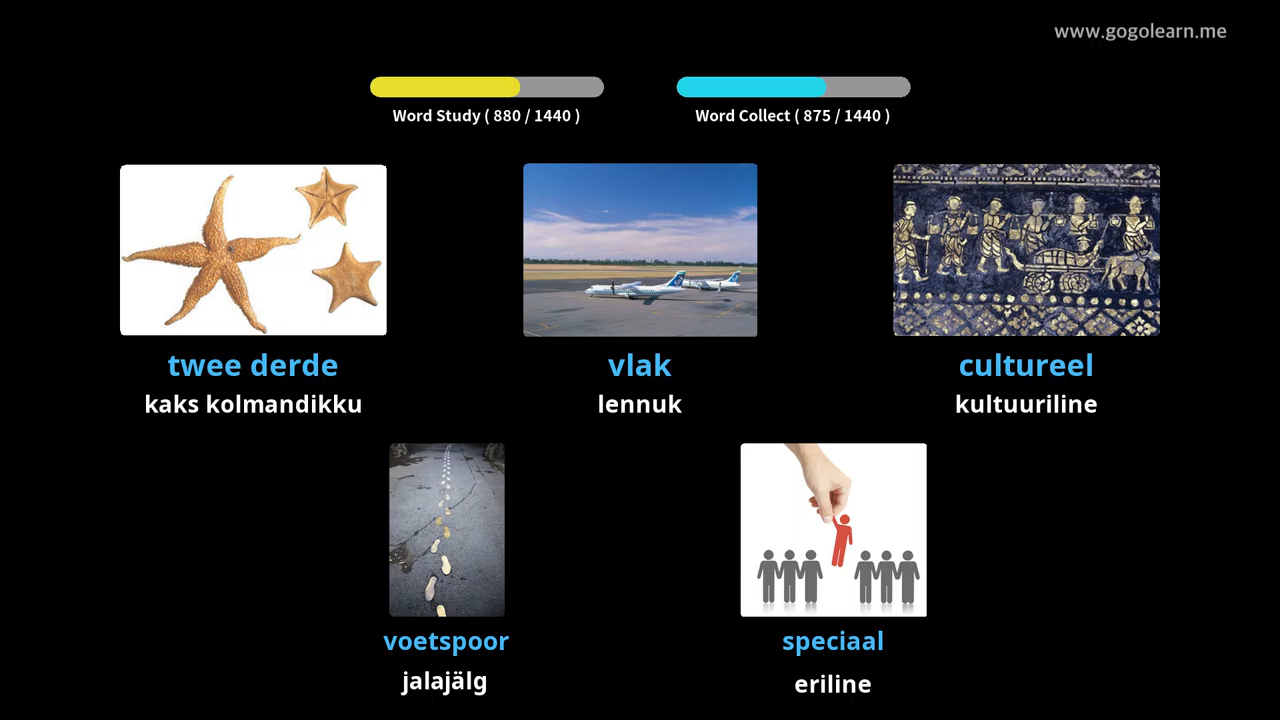 www.gogolearn.me
Word Study ( 880 / 1440 )
Word Collect ( 875 / 1440 )
twee derde
kaks kolmandikku
vlak
lennuk
cultureel
kultuuriline
voetspoor
jalajälg
speciaal
eriline